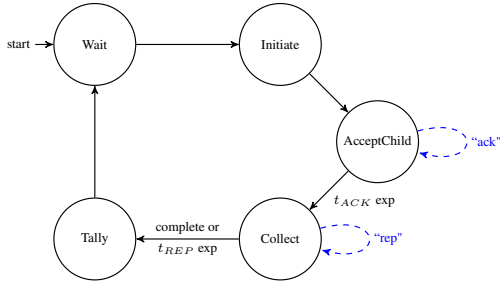 start
Wait
Initiate
AcceptChild
“ack"
t_ACK exp
complete or
t_REP exp
Tally
Collect
“rep"